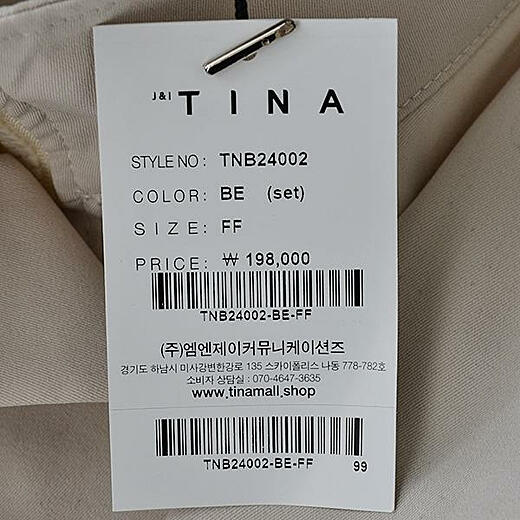 J&I TINA
STYLE NO : TNB24002
COLOR: BE (set)
SIZE: FF
PRICE: ₩ 198,000
TNB24002-BE-FF
(주)엠엔제이커뮤니케이션즈
경기도 하남시 미사강변한강로 135 스카이폴리스 나동 778-782호
소비자 상담실 : 070-4647-3635
www.tinamall.shop
TNB24002-BE-FF 99